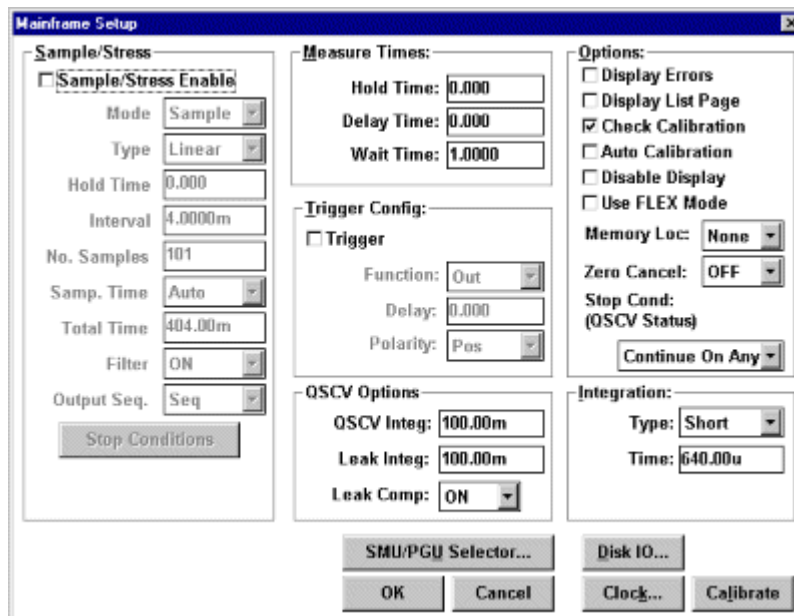 Mainframe Setup
Sample/Stress
Sample/Stress Enable
Mode Sample
Type Linear
Hold Time 0.000
Interval 4.0000m
No. Samples 101
Samp. Time Auto
Total Time 404.00m
Filter ON
Output Seq. Seq
Stop Conditions
Measure Times:
Hold Time: 0.000
Delay Time: 0.000
Wait Time: 1.0000
Trigger Config:
Trigger
Function: Out
Delay: 0.000
Polarity: Pos
QSCV Options
QSCV Integ: 100.00m
Leak Integ: 100.00m
Leak Comp: ON
Options:
Display Errors
Display List Page
Check Calibration
Auto Calibration
Disable Display
Use FLEX Mode
Memory Loc: None
Zero Cancel: OFF
Stop Cond:
(QSCV Status)
Continue On Any
Integration:
Type: Short
Time: 640.00u
SMU/PGU Selector...
Disk IO...
OK
Cancel
Clock...
Calibrate